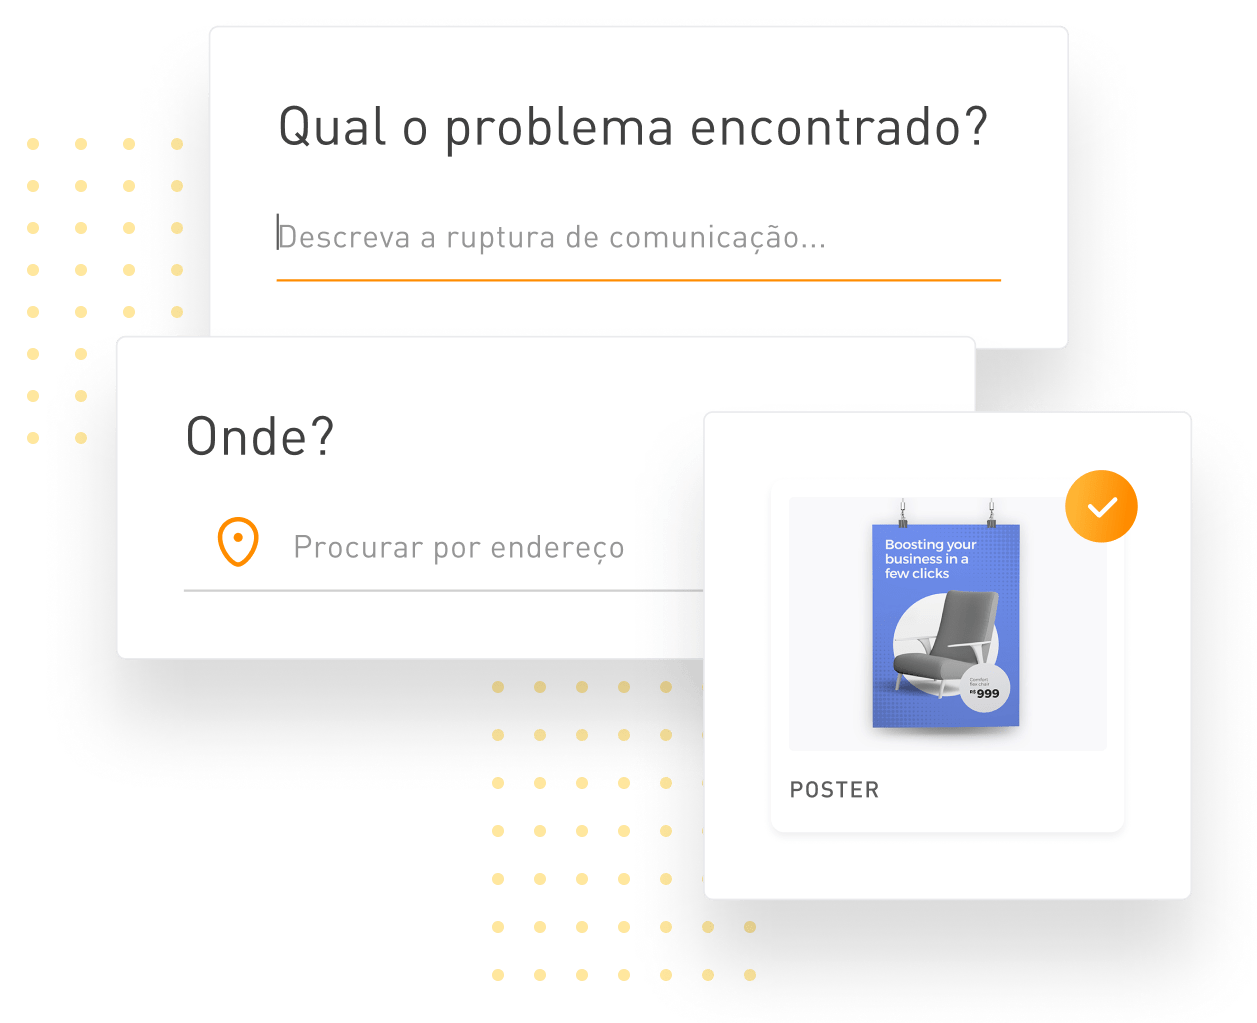 Qual o problema encontrado?
Descreva a ruptura de comunicação...
Onde?
Procurar por endereço
Boosting your
business in a
few clicks
Comfort
flex chair
R$ 999
POSTER